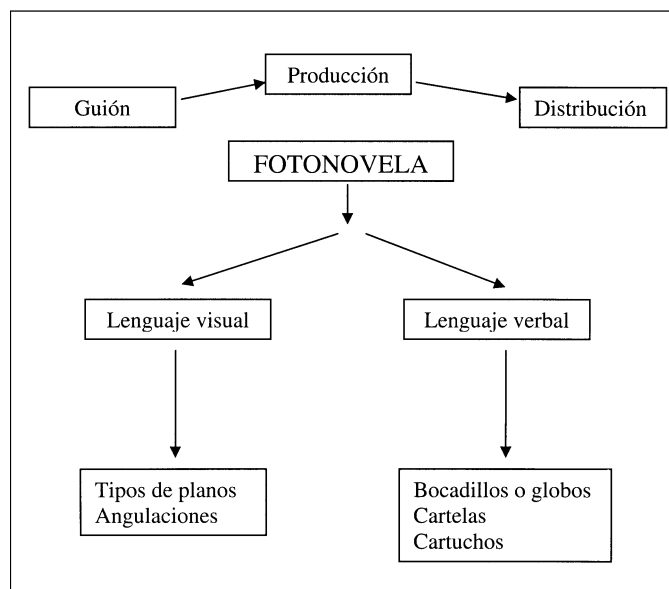 Producción
Guión
Distribución
FOTONOVELA
Lenguaje visual
Lenguaje verbal
Tipos de planos
Angulaciones
Bocadillos o globos
Cartelas
Cartuchos